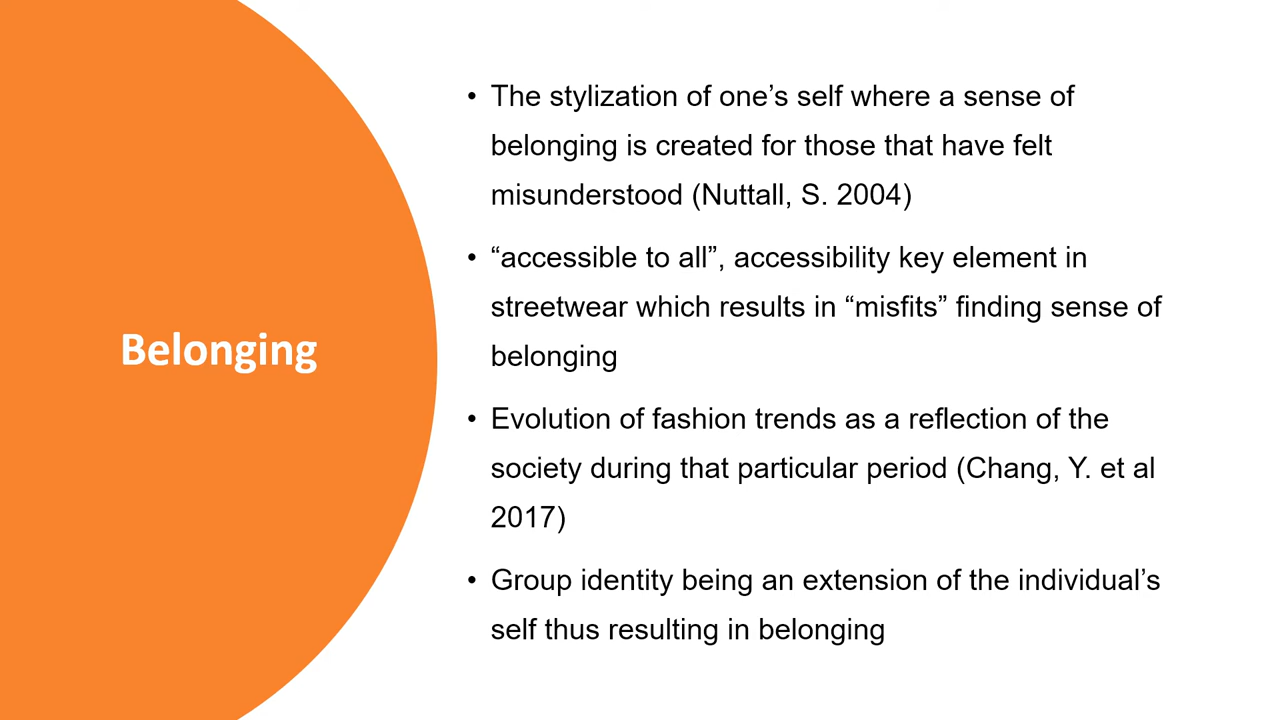 Belonging
• The stylization of one’s self where a sense of
belonging is created for those that have felt
misunderstood (Nuttall, S. 2004)
• “accessible to all”, accessibility key element in
streetwear which results in “misfits” finding sense of
belonging
• Evolution of fashion trends as a reflection of the
society during that particular period (Chang, Y. et al
2017)
• Group identity being an extension of the individual’s
self thus resulting in belonging